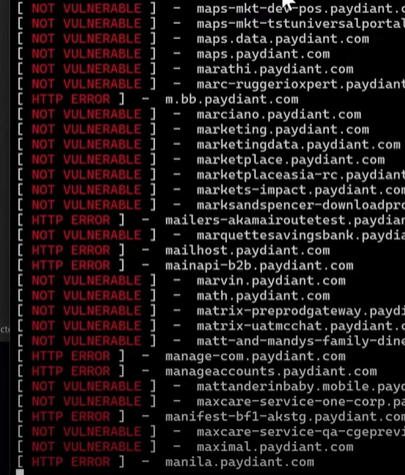 [ NOT VULNERABLE ] - maps-mkt-dev-pos.paydiant.c
[ NOT VULNERABLE ] - maps-mkt-tstuniversalportal
[ NOT VULNERABLE ] - maps.data.paydiant.com
[ NOT VULNERABLE ] - maps.paydiant.com
[ NOT VULNERABLE ] - marathi.paydiant.com
[ NOT VULNERABLE ] - marc-ruggerioxpert.paydiant
[ HTTP ERROR ] - m.bb.paydiant.com
[ NOT VULNERABLE ] - marciano.paydiant.com
[ NOT VULNERABLE ] - marketing.paydiant.com
[ NOT VULNERABLE ] - marketingdata.paydiant.com
[ NOT VULNERABLE ] - marketplace.paydiant.com
[ NOT VULNERABLE ] - marketplaceasia-rc.paydiant
[ NOT VULNERABLE ] - markets-impact.paydiant.com
[ NOT VULNERABLE ] - marksandspencer-downloadpro
[ HTTP ERROR ] - mailers-akamairoutetest.paydian
[ NOT VULNERABLE ] - marquettesavingsbank.paydia
[ HTTP ERROR ] - mailhost.paydiant.com
[ HTTP ERROR ] - mainapi-b2b.paydiant.com
[ NOT VULNERABLE ] - marvin.paydiant.com
[ NOT VULNERABLE ] - math.paydiant.com
[ NOT VULNERABLE ] - matrix-preprodgateway.paydi
[ NOT VULNERABLE ] - matrix-uatmcchat.paydiant.c
[ NOT VULNERABLE ] - matt-and-mandys-family-dine
[ HTTP ERROR ] - manage-com.paydiant.com
[ HTTP ERROR ] - manageaccounts.paydiant.com
[ NOT VULNERABLE ] - mattanderinbaby.mobile.payd
[ NOT VULNERABLE ] - maxcare-service-one-corp.pa
[ HTTP ERROR ] - manifest-bf1-akstg.paydiant.com
[ NOT VULNERABLE ] - maxcare-service-qa-cgeprevi
[ NOT VULNERABLE ] - maximal.paydiant.com
[ HTTP ERROR ] - manila.paydiant.com